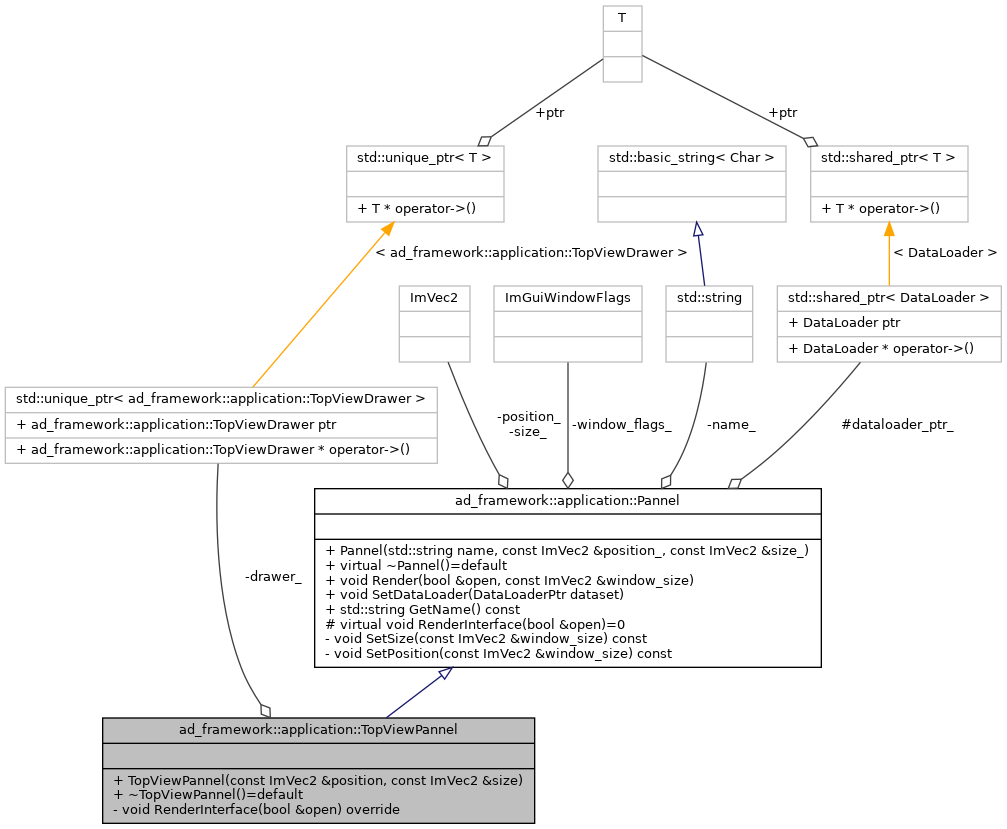 T
+ptr
+ptr
std::unique_ptr< T >
+ T * operator->()
std::basic_string< Char >
std::shared_ptr< T >
+ T * operator->()
< ad_framework::application::TopViewDrawer >
< DataLoader >
ImVec2
ImGuiWindowFlags
std::string
std::shared_ptr< DataLoader >
+ DataLoader ptr
+ DataLoader * operator->()
std::unique_ptr< ad_framework::application::TopViewDrawer >
+ ad_framework::application::TopViewDrawer ptr
+ ad_framework::application::TopViewDrawer * operator->()
-position_
-size_
-window_flags_
-name_
#dataloader_ptr_
ad_framework::application::Pannel
+ Pannel(std::string name, const ImVec2 &position_, const ImVec2 &size_)
+ virtual ~Pannel()=default
+ void Render(bool &open, const ImVec2 &window_size)
+ void SetDataLoader(DataLoaderPtr dataset)
+ std::string GetName() const
# virtual void RenderInterface(bool &open)=0
- void SetSize(const ImVec2 &window_size) const
- void SetPosition(const ImVec2 &window_size) const
-drawer_
ad_framework::application::TopViewPannel
+ TopViewPannel(const ImVec2 &position, const ImVec2 &size)
+ ~TopViewPannel()=default
- void RenderInterface(bool &open) override